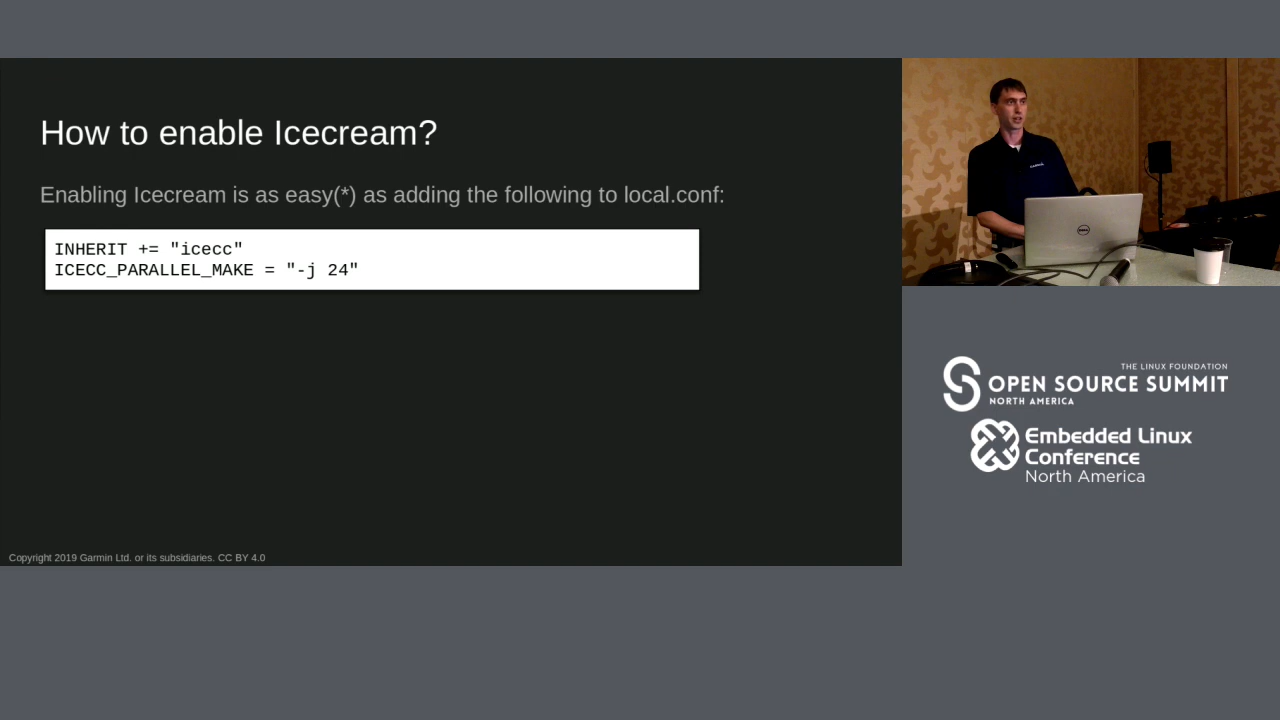 How to enable Icecream?
Enabling Icecream is as easy(*) as adding the following to local.conf:
INHERIT += "icecc"
ICECC_PARALLEL_MAKE = "-j 24"
Copyright 2019 Garmin Ltd. or its subsidiaries. CC BY 4.0
THE LINUX FOUNDATION
OPEN SOURCE SUMMIT
NORTH AMERICA
Embedded Linux
Conference
North America